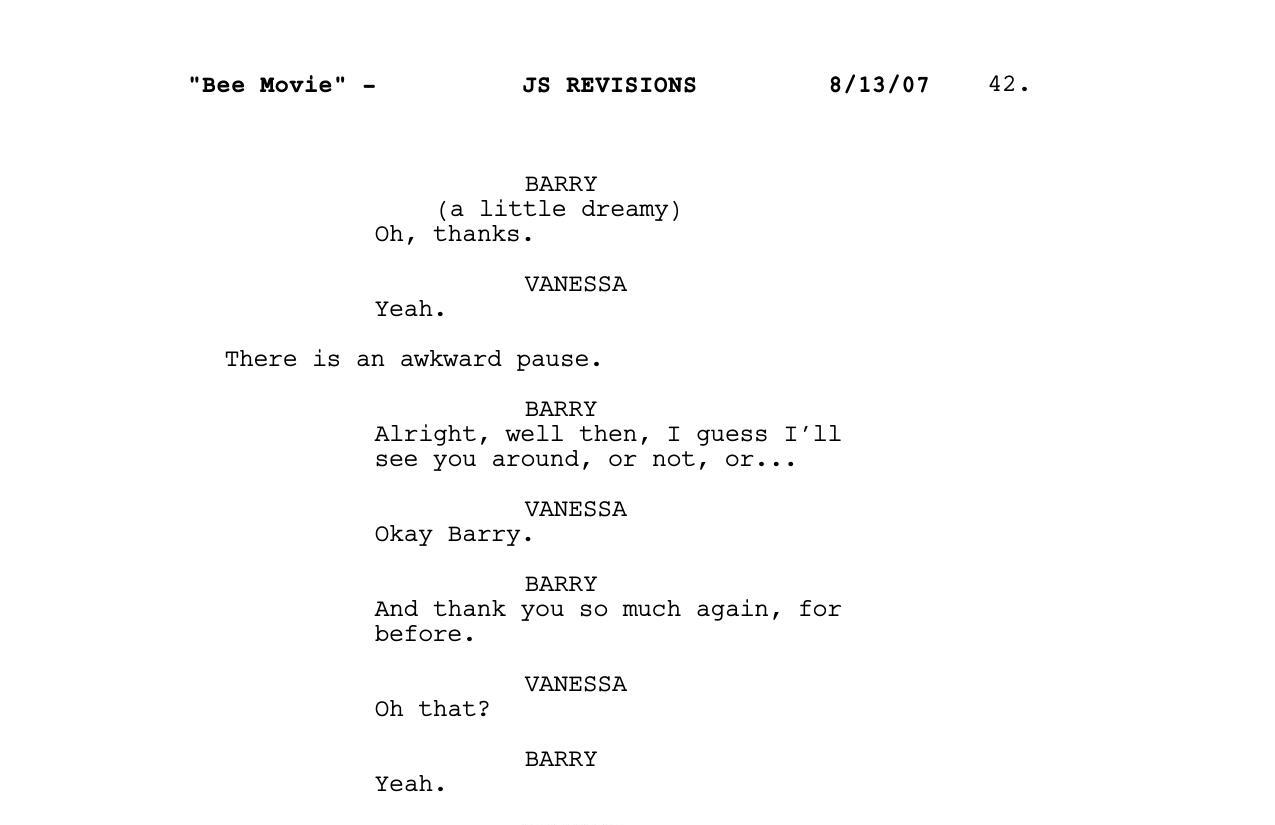 "Bee Movie" - JS REVISIONS 8/13/07 42.
BARRY
(a little dreamy)
Oh, thanks.
VANESSA
Yeah.
There is an awkward pause.
BARRY
Alright, well then, I guess I’ll
see you around, or not, or...
VANESSA
Okay Barry.
BARRY
And thank you so much again, for
before.
VANESSA
Oh that?
BARRY
Yeah.